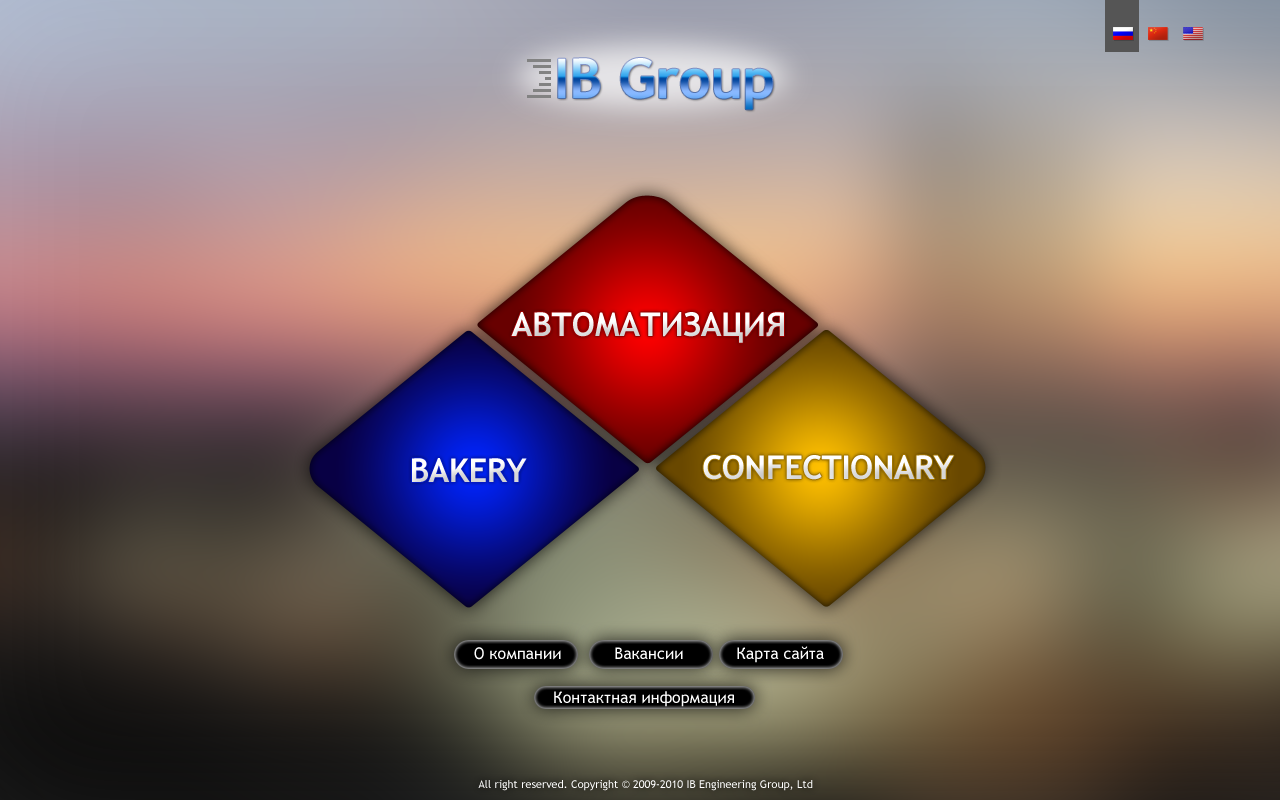 IB Group
АВТОМАТИЗАЦИЯ
BAKERY
CONFECTIONARY
О компании
Вакансии
Карта сайта
Контактная информация
All right reserved. Copyright © 2009-2010 IB Engineering Group, Ltd